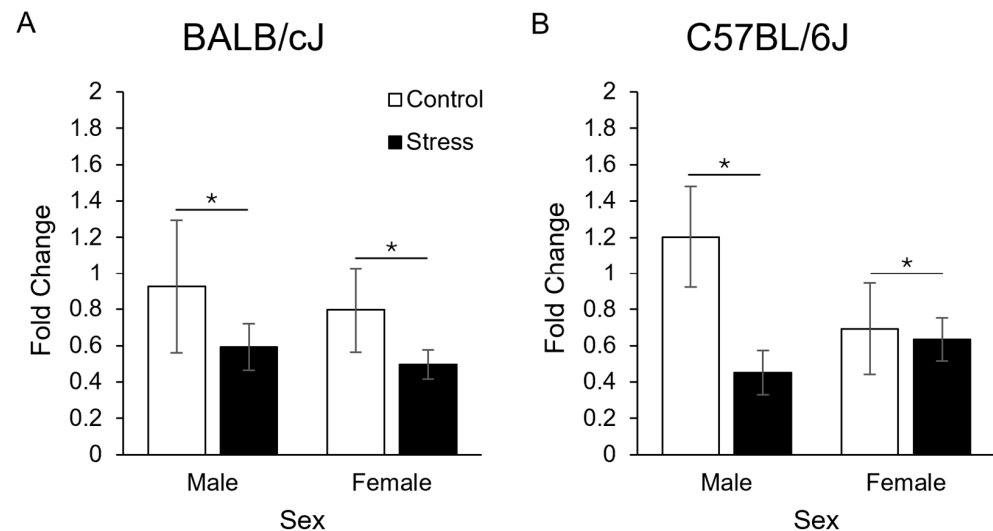 A
BALB/cJ
Fold Change
2
1.8
1.6
1.4
1.2
1
0.8
0.6
0.4
0.2
0
Control
Stress
*
*
Male
Female
Sex
B
C57BL/6J
Fold Change
2
1.8
1.6
1.4
1.2
1
0.8
0.6
0.4
0.2
0
*
*
Male
Female
Sex